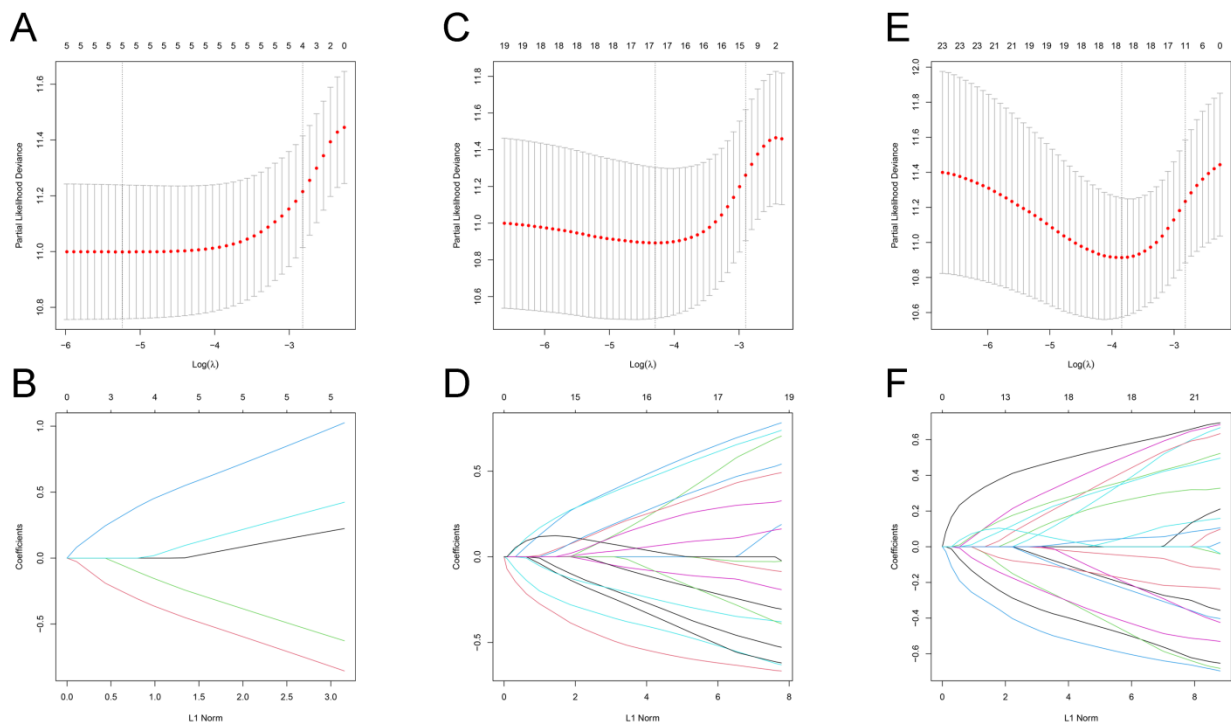 A
5 5 5 5 5 5 5 5 5 5 5 5 5 5 5 5 5 4 3 2 0
Partial Likelihood Deviance
11.6
11.4
11.2
11.0
10.8
−6 −5 −4 −3
Log(λ)
C
19 19 18 18 18 18 18 17 17 17 16 16 16 15 9 2
Partial Likelihood Deviance
11.8
11.6
11.4
11.2
11.0
10.8
10.6
−6 −5 −4 −3
Log(λ)
E
23 23 23 21 21 19 19 19 18 18 18 18 18 17 11 6 0
Partial Likelihood Deviance
12.0
11.8
11.6
11.4
11.2
11.0
10.8
10.6
−6 −5 −4 −3
Log(λ)
B
0 3 4 5 5 5 5
Coefficients
1.0
0.5
0.0
−0.5
0.0 0.5 1.0 1.5 2.0 2.5 3.0
L1 Norm
D
0 15 16 17 19
Coefficients
0.5
0.0
−0.5
0 2 4 6 8
L1 Norm
F
0 13 18 18 21
Coefficients
0.6
0.4
0.2
0.0
−0.2
−0.4
−0.6
0 2 4 6 8
L1 Norm